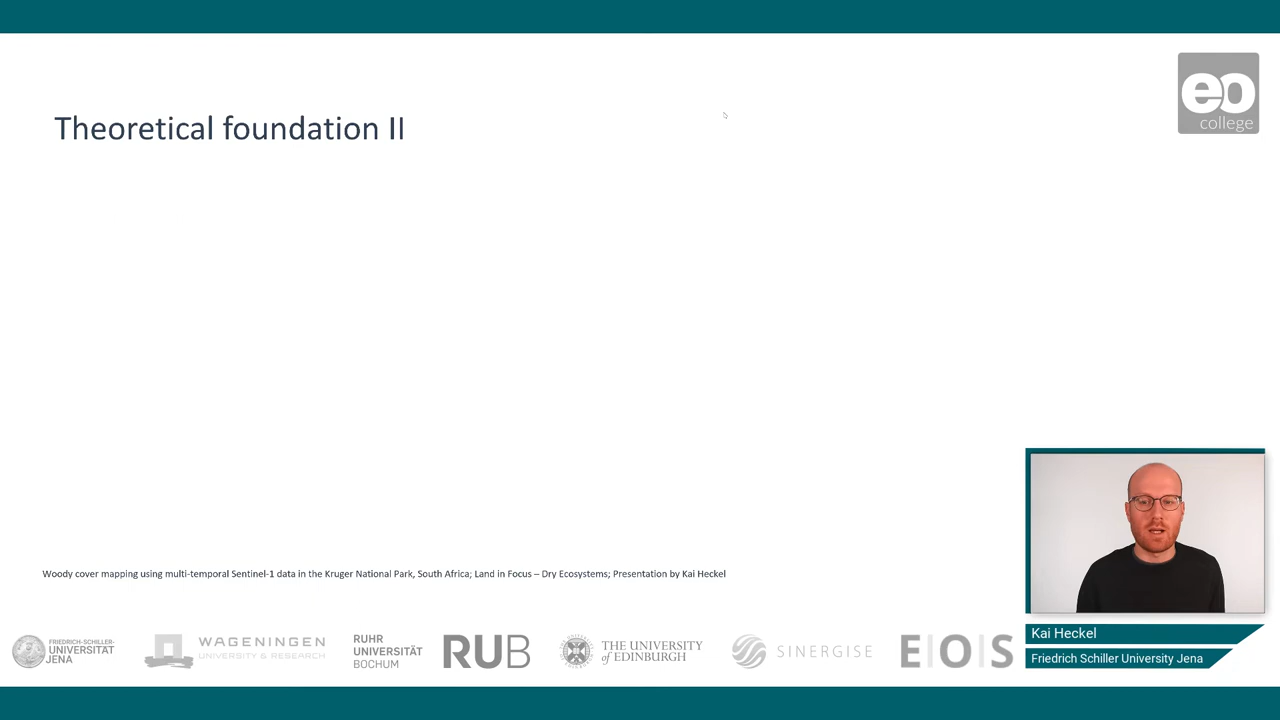 eo
college
Theoretical foundation II
Woody cover mapping using multi-temporal Sentinel-1 data in the Kruger National Park, South Africa; Land in Focus – Dry Ecosystems; Presentation by Kai Heckel
FRIEDRICH-SCHILLER-
UNIVERSITÄT
JENA
WAGENINGEN
UNIVERSITY & RESEARCH
RUHR
UNIVERSITÄT
BOCHUM
RUB
THE UNIVERSITY
of EDINBURGH
SINERGISE
E|O|S
Kai Heckel
Friedrich Schiller University Jena